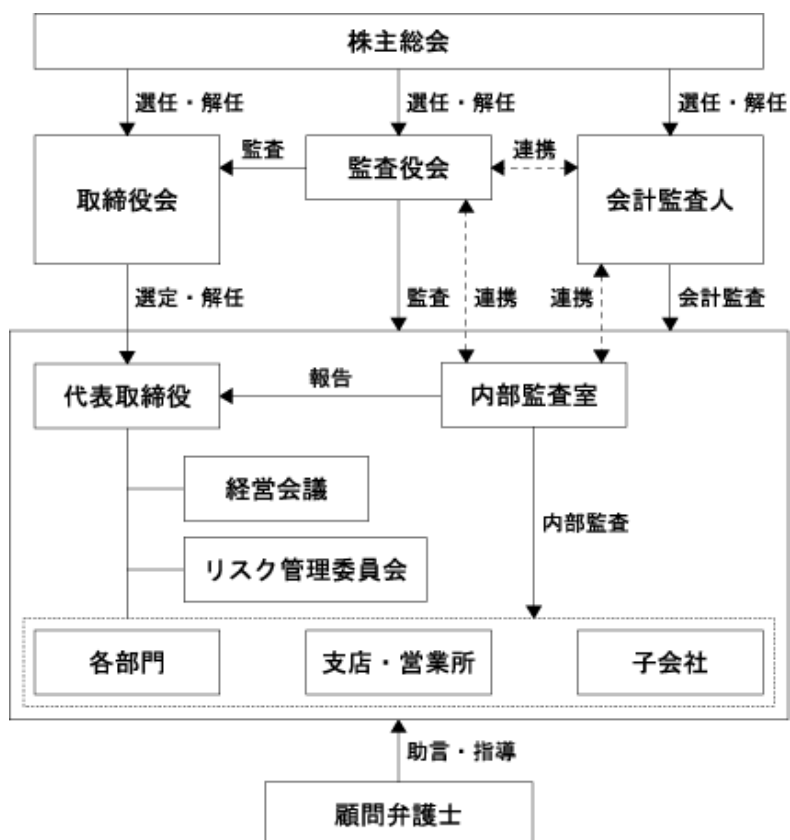 株主総会
選任・解任
選任・解任
選任・解任
取締役会
監査
監査役会
連携
会計監査人
選定・解任
監査
連携
連携
会計監査
代表取締役
報告
内部監査室
経営会議
内部監査
リスク管理委員会
各部門
支店・営業所
子会社
助言・指導
顧問弁護士